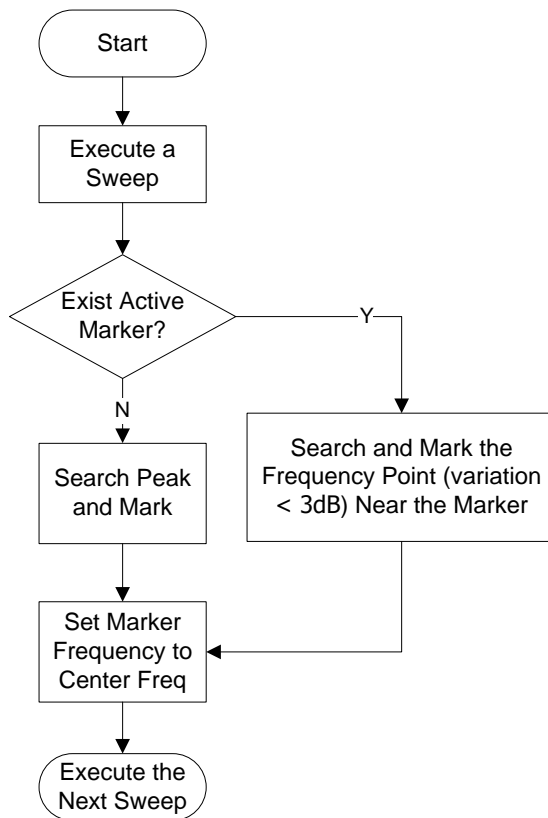 Start
Execute a
Sweep
Exist Active
Marker?
Y
N
Search Peak
and Mark
Search and Mark the
Frequency Point (variation
< 3dB) Near the Marker
Set Marker
Frequency to
Center Freq
Execute the
Next Sweep